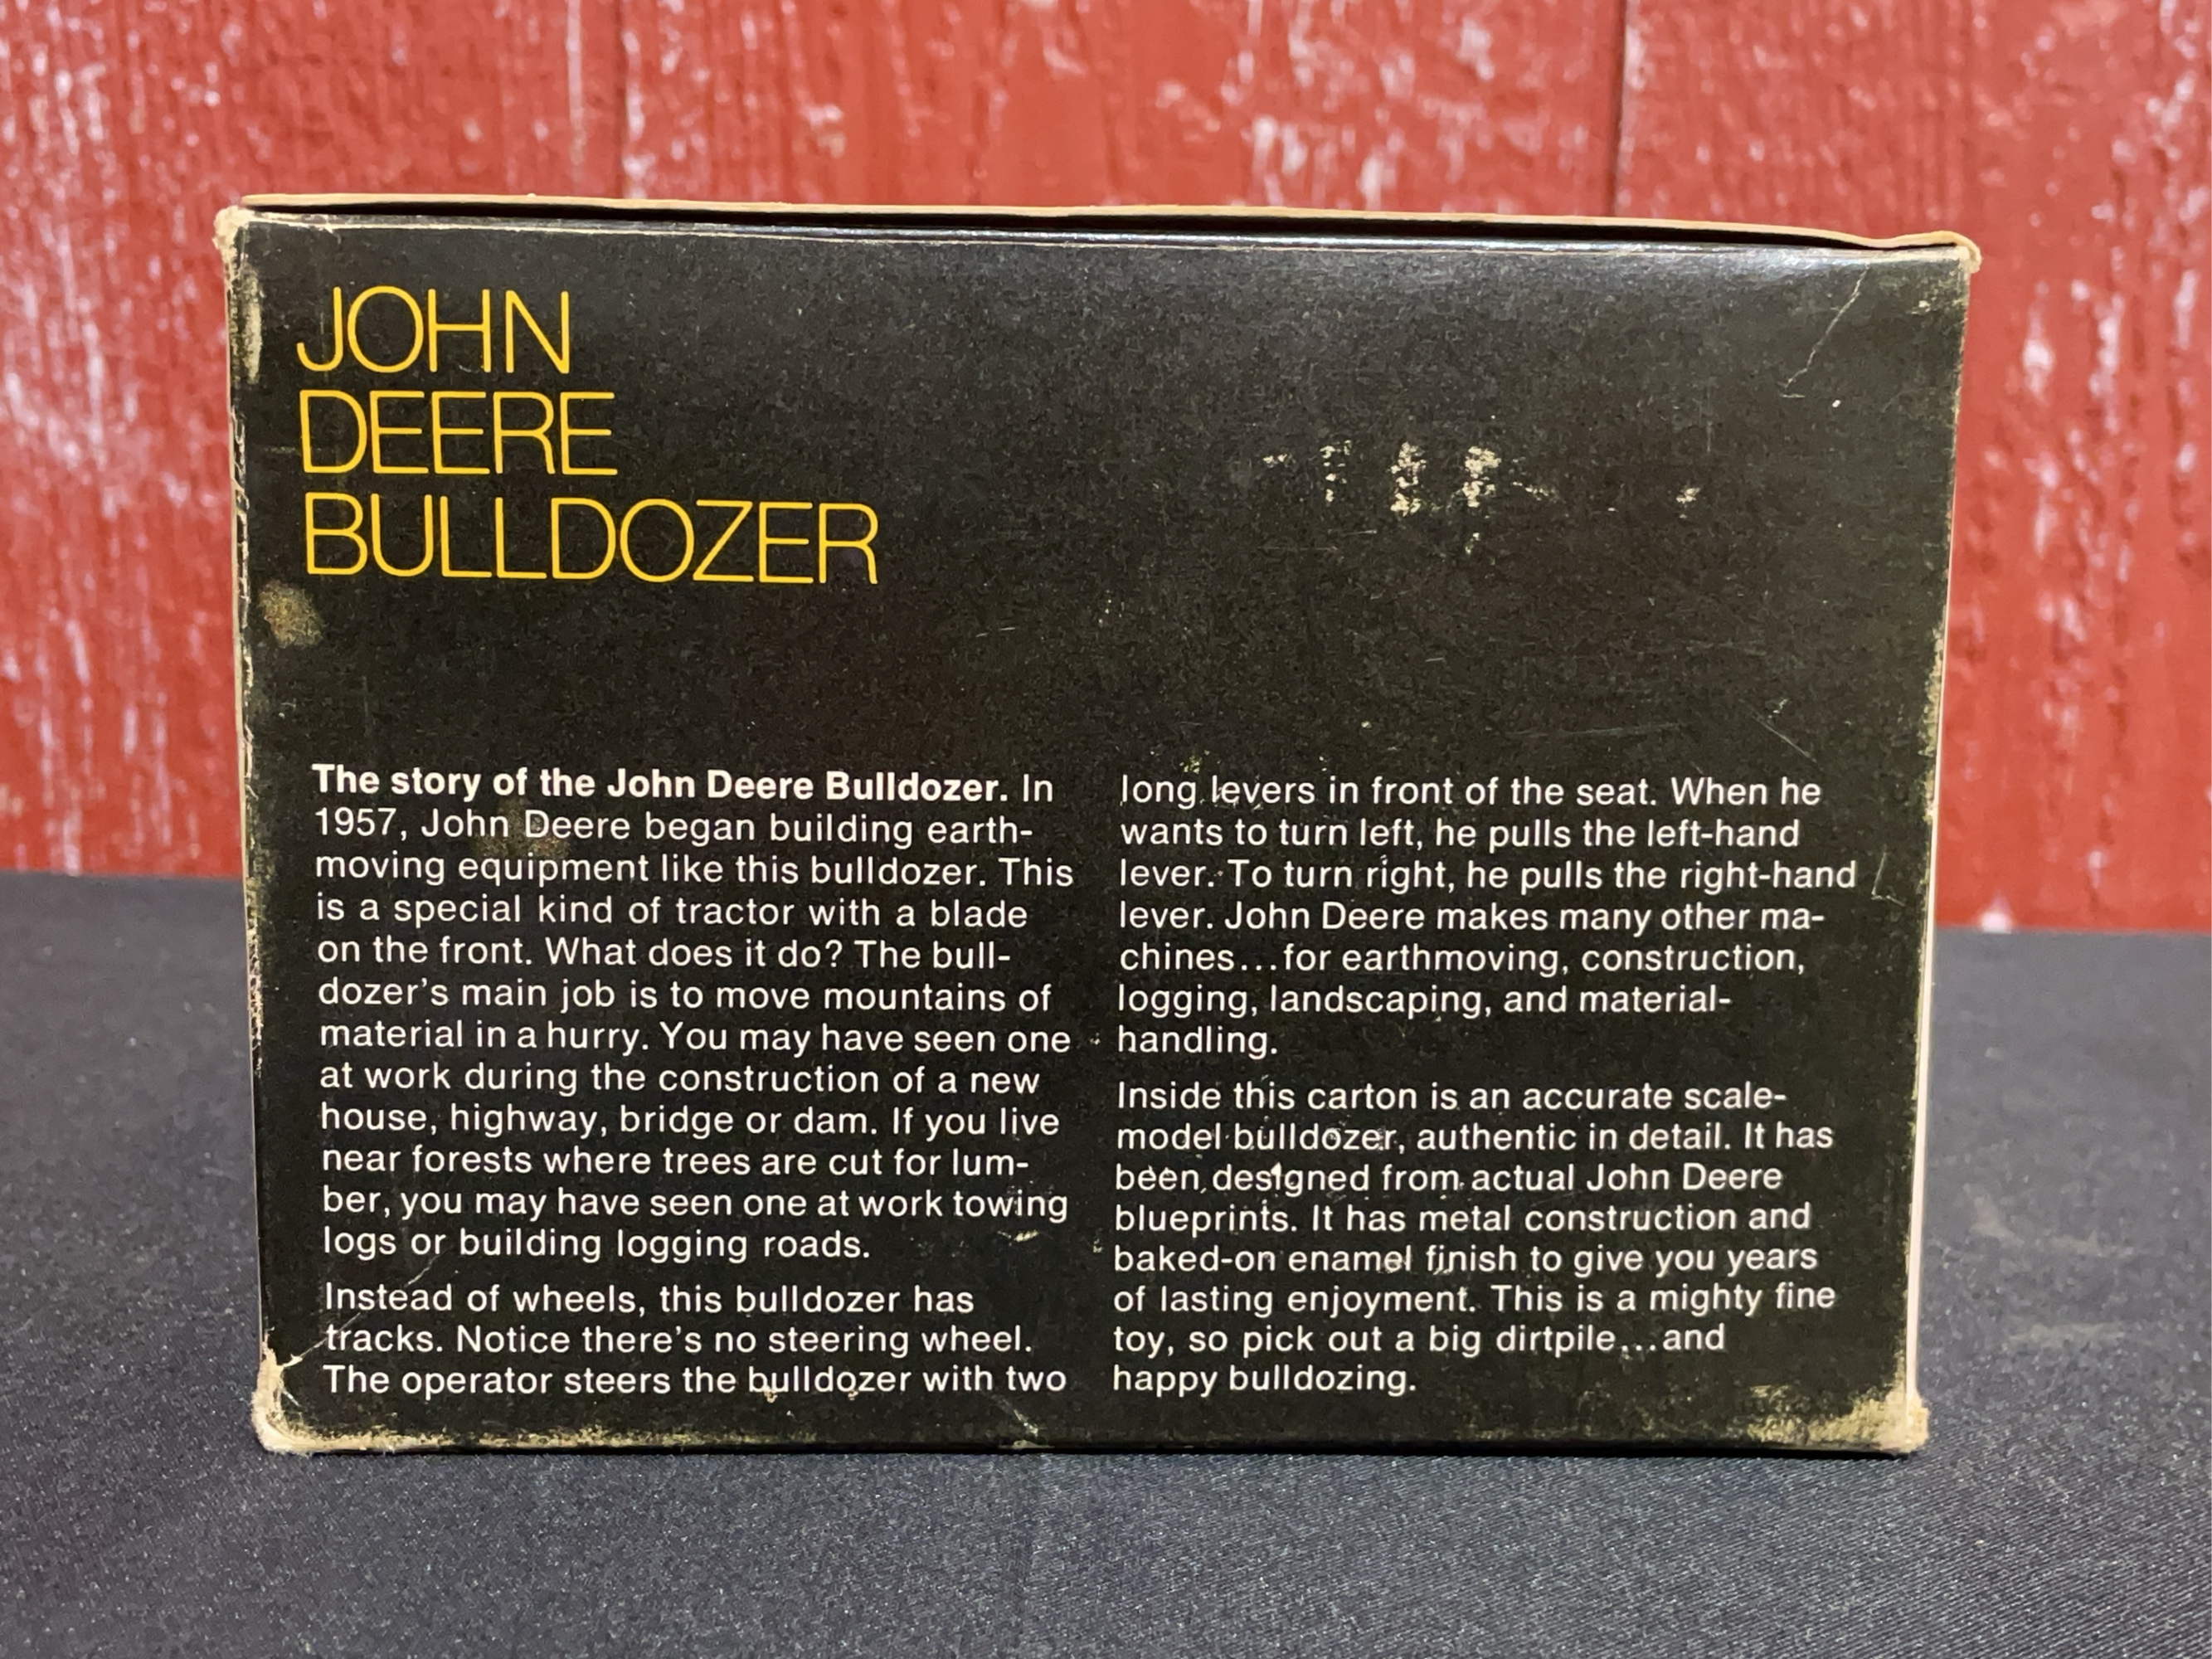 JOHN
DEERE
BULLDOZER
The story of the John Deere Bulldozer. In
1957, John Deere began building earth-
moving equipment like this bulldozer. This
is a special kind of tractor with a blade
on the front. What does it do? The bull-
dozer's main job is to move mountains of
material in a hurry. You may have seen one
at work during the construction of a new
house, highway, bridge or dam. If you live
near forests where trees are cut for lum-
ber, you may have seen one at work towing
logs or building logging roads.
Instead of wheels, this bulldozer has
tracks. Notice there's no steering wheel.
The operator steers the bulldozer with two
long levers in front of the seat. When he
wants to turn left, he pulls the left-hand
lever. To turn right, he pulls the right-hand
lever. John Deere makes many other ma-
chines...for earthmoving, construction,
logging, landscaping, and material-
handling.
Inside this carton is an accurate scale-
model bulldozer, authentic in detail. It has
been designed from actual John Deere
blueprints. It has metal construction and
baked-on enamel finish to give you years
of lasting enjoyment. This is a mighty fine
toy, so pick out a big dirtpile...and
happy bulldozing.